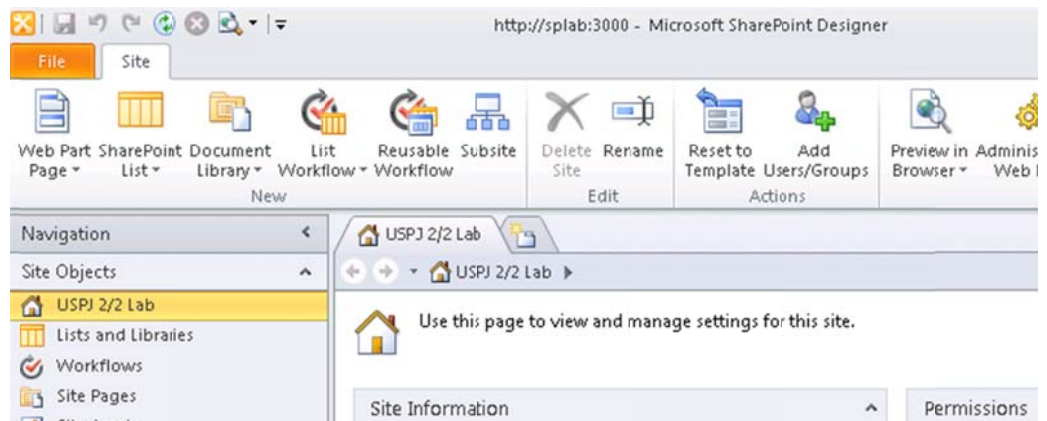 http://splab:3000 - Microsoft SharePoint Designer
File Site
Web Part Page SharePoint List Document Library List Workflow Reusable Workflow Subsite Delete Site Rename Reset to Template Add Users/Groups Preview in Browser Web
New Edit Actions
Navigation
USPJ 2/2 Lab
Site Objects
USPJ 2/2 Lab
USPJ 2/2 Lab
Lists and Libraries
Workflows
Site Pages
Use this page to view and manage settings for this site.
Site Information
Permissions